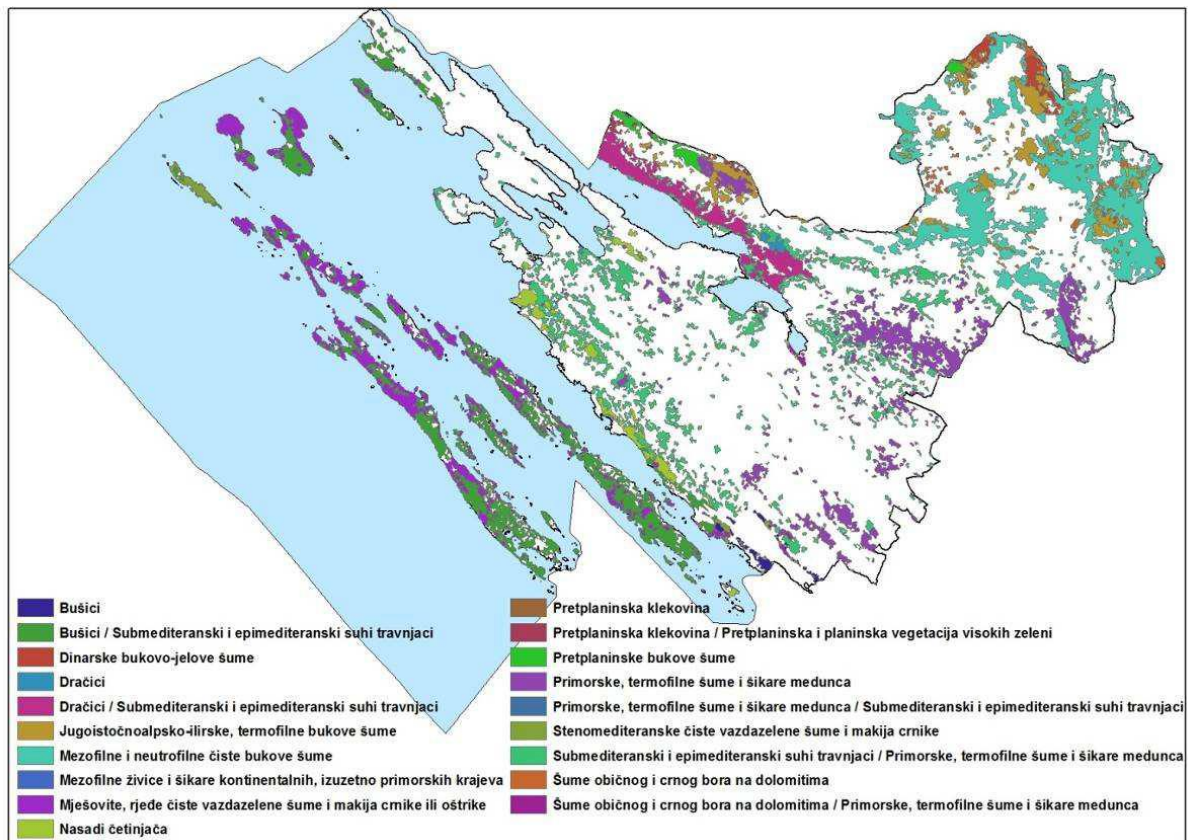 Bušici
Bušici / Submediteranski i epimediteranski suhi travnjaci
Dinarske bukovo-jelove šume
Dračici
Dračici / Submediteranski i epimediteranski suhi travnjaci
Jugoistočnoalpsko-ilirske, termofilne bukove šume
Mezofilne i neutrofilne čiste bukove šume
Mezofilne živice i šikare kontinentalnih, izuzetno primorskih krajeva
Mješovite, rjeđe čiste vazdazelene šume i makija crnike ili oštrike
Nasadi četinjača
Pretplaninska klekovina
Pretplaninska klekovina / Pretplaninska i planinska vegetacija visokih zeleni
Pretplaninske bukove šume
Primorske, termofilne šume i šikare medunca
Primorske, termofilne šume i šikare medunca / Submediteranski i epimediteranski suhi travnjaci
Stenomediteranske čiste vazdazelene šume i makija crnike
Submediteranski i epimediteranski suhi travnjaci / Primorske, termofilne šume i šikare medunca
Šume običnog i crnog bora na dolomitima
Šume običnog i crnog bora na dolomitima / Primorske, termofilne šume i šikare medunca